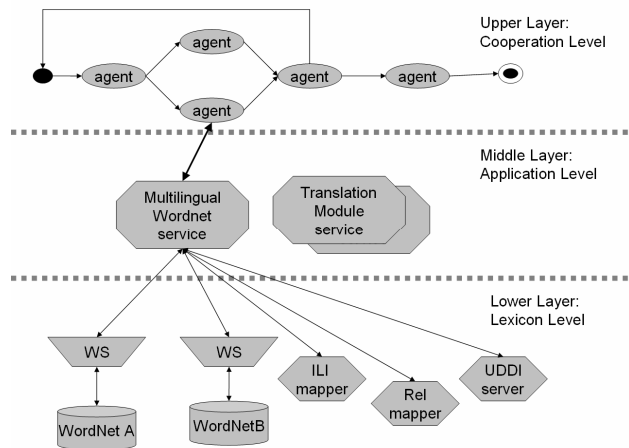 Upper Layer:
Cooperation Level
agent
agent
agent
agent
agent
Middle Layer:
Application Level
Multilingual
Wordnet
service
Translation
Module
service
Lower Layer:
Lexicon Level
WS
WS
ILI
mapper
Rel
mapper
UDDI
server
WordNet A
WordNetB